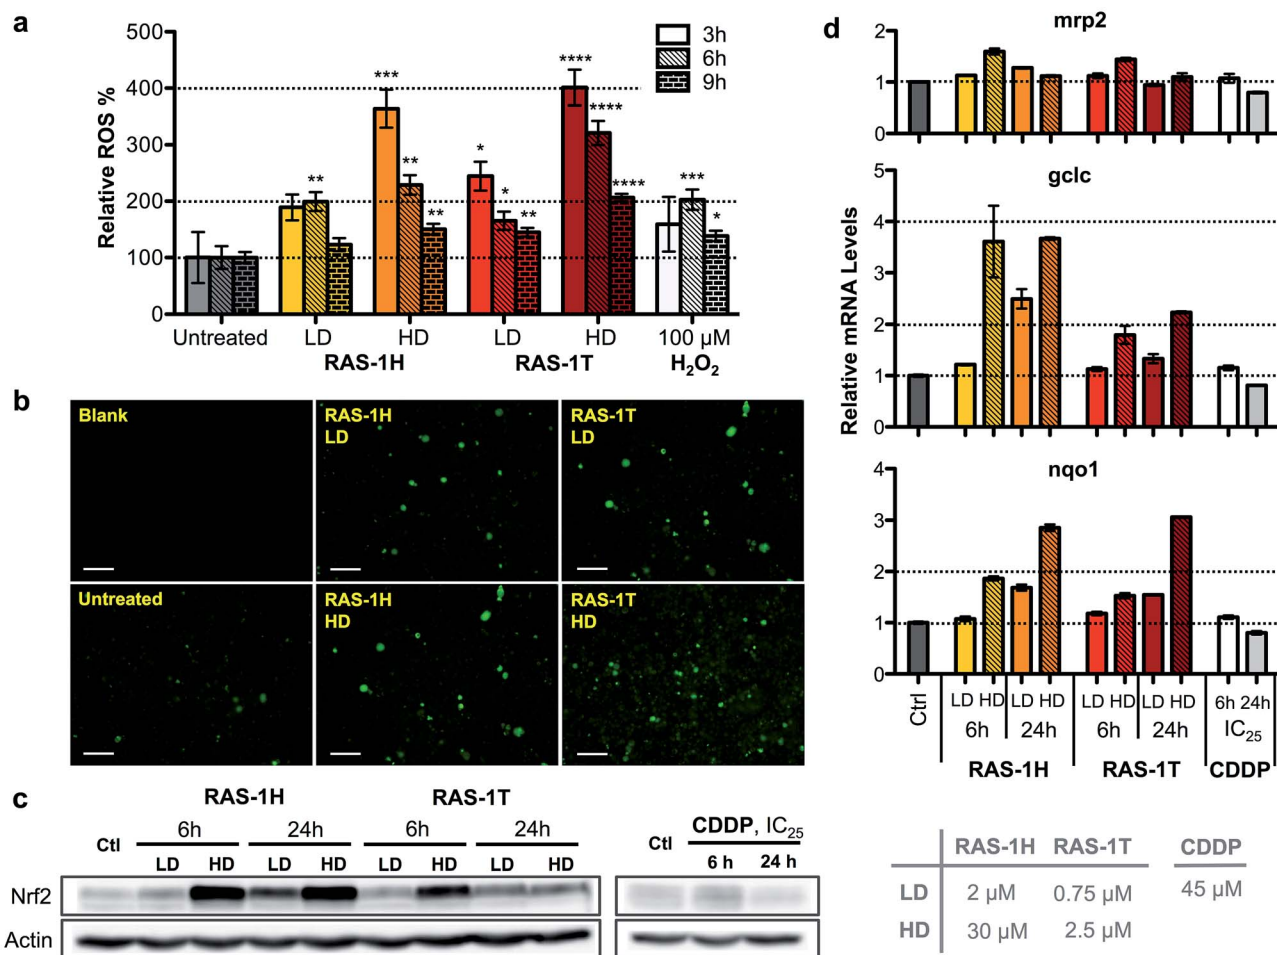 a
Relative ROS %
500
400
300
200
100
0
3h
6h
9h
***
****
**
**
**
*
*
**
****
****
***
*
Untreated
LD
HD
LD
HD
100 µM
RAS-1H
RAS-1T
H₂O₂
b
Blank
RAS-1H
LD
RAS-1T
LD
Untreated
RAS-1H
HD
RAS-1T
HD
c
RAS-1H
RAS-1T
6h
24h
6h
24h
Ctl
LD
HD
LD
HD
LD
HD
LD
HD
Ctl
CDDP, IC₂₅
6 h
24 h
Nrf2
Actin
d
Relative mRNA Levels
mrp2
2
1
0
gclc
5
4
3
2
1
0
nqo1
4
3
2
1
0
Ctrl
LD HD LD HD LD HD LD HD 6h 24h
6h 24h 6h 24h IC₂₅
RAS-1H RAS-1T CDDP
RAS-1H RAS-1T CDDP
LD 2 µM 0.75 µM 45 µM
HD 30 µM 2.5 µM